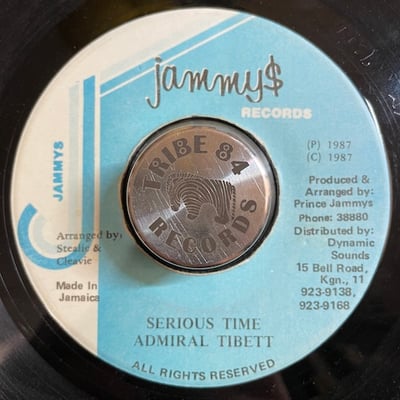 jammy$
RECORDS
JAMMYS
(P) 1987
(C) 1987
Produced &
Arranged by:
Prince Jammys
Phone: 38880
Distributed by:
Dynamic
Sounds
15 Bell Road,
Kgn., 11
923-9138,
923-9168
TRIBE 84
RECORDS
Arranged by:
Steelie &
Cleavie
Made In
Jamaica
SERIOUS TIME
ADMIRAL TIBETT
ALL RIGHTS RESERVED